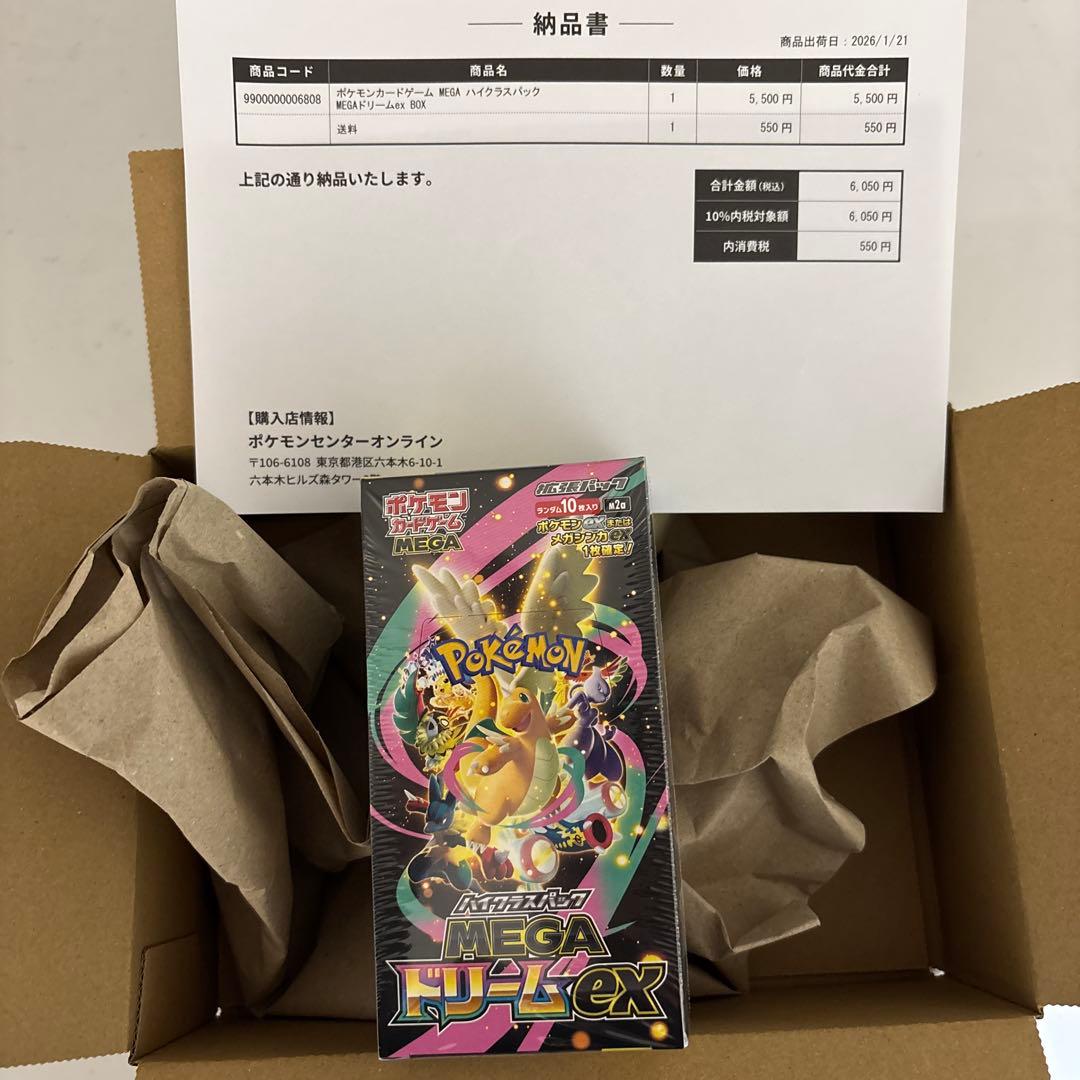 納品書
商品出荷日：2026/1/21
商品コード 商品名 数量 価格 商品代金合計
9900000006808 ポケモンカードゲーム MEGA ハイクラスパック 1 5,500 円 5,500 円
MEGAドリームex BOX
送料 1 550 円 550 円
上記の通り納品いたします。
合計金額(税込) 6,050 円
10%内税対象額 6,050 円
内消費税 550 円
【購入店情報】
ポケモンセンターオンライン
〒106-6108 東京都港区六本木6-10-1
六本木ヒルズ森タワー
ポケモン
カードゲーム
MEGA
拡張パック
ランダム10枚入り M2a
ポケモンexまたは
メガシンカex
1枚確定!
POKéMON
ハイクラスパック
MEGA
ドリームex